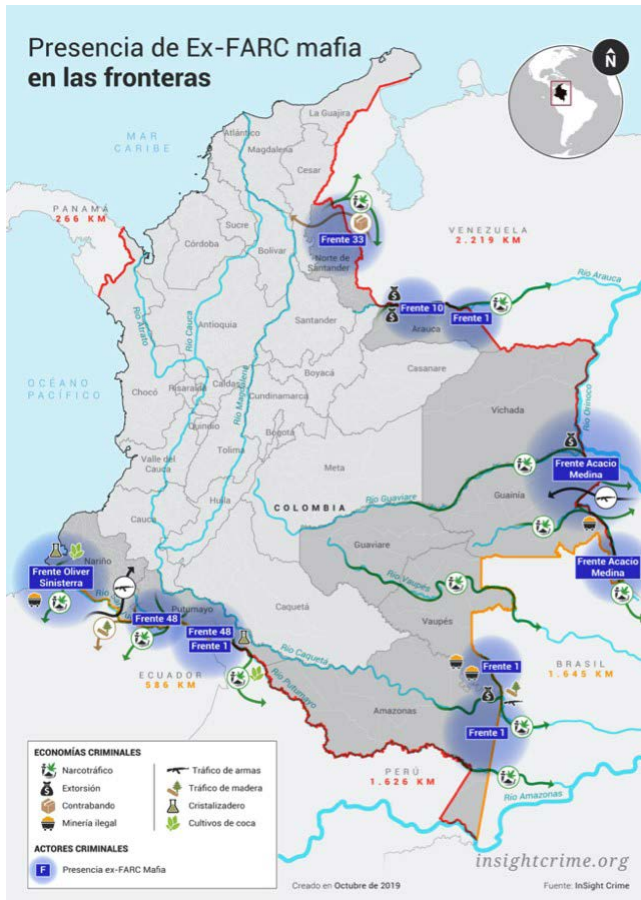 Presencia de Ex-FARC mafia
en las fronteras
N
MAR
CARIBE
La Guajira
Atlántico
Magdalena
Cesar
PANAMÁ
266 KM
VENEZUELA
2.219 KM
Sucre
Córdoba
Bolívar
Frente 33
Norte de
Santander
Río Arauca
Río Atrato
Río Cauca
Antioquia
Santander
Frente 10
Frente 1
Arauca
Río Magdalena
OCÉANO
PACÍFICO
Chocó
Risaralda
Caldas
Boyacá
Cundinamarca
Casanare
Río Orinoco
Vichada
Quindío
Bogotá
Tolima
Valle del
Cauca
Meta
Frente Acacio
Medina
Huila
Río Guaviare
Guainía
Cauca
COLOMBIA
Guaviare
Frente Acacio
Medina
Nariño
Frente Oliver
Sinisterra
Río Vaupés
Frente 48
Putumayo
Frente 48
Frente 1
Caquetá
Vaupés
Río Caquetá
ECUADOR
586 KM
Río Putumayo
BRASIL
1.645 KM
Frente 1
Amazonas
Frente 1
PERÚ
1.626 KM
Río Amazonas
ECONOMÍAS CRIMINALES
Narcotráfico
Tráfico de armas
Extorsión
Tráfico de madera
Contrabando
Cristalizadero
Minería ilegal
Cultivos de coca
ACTORES CRIMINALES
F
Presencia ex-FARC Mafia
insightcrime.org
Creado en Octubre de 2019
Fuente: InSight Crime